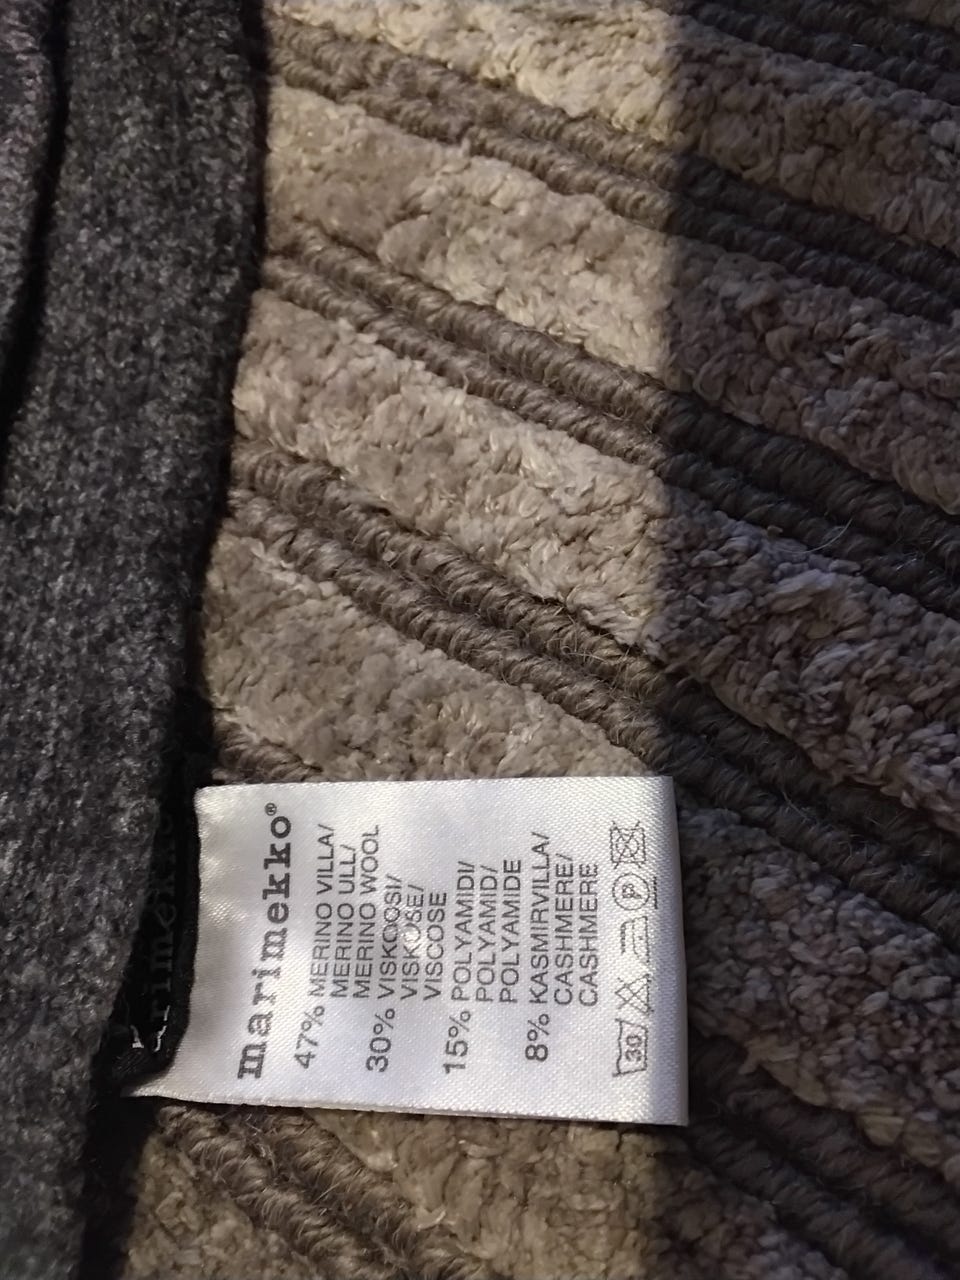 marimekko®
47% MERINO VILLA/
MERINO ULL/
MERINO WOOL
30% VISKOOSI/
VISKOSE/
VISCOSE
15% POLYAMIDI/
POLYAMID/
POLYAMIDE
8% KASMIRVILLA/
CASHMERE/
CASHMERE
30 P